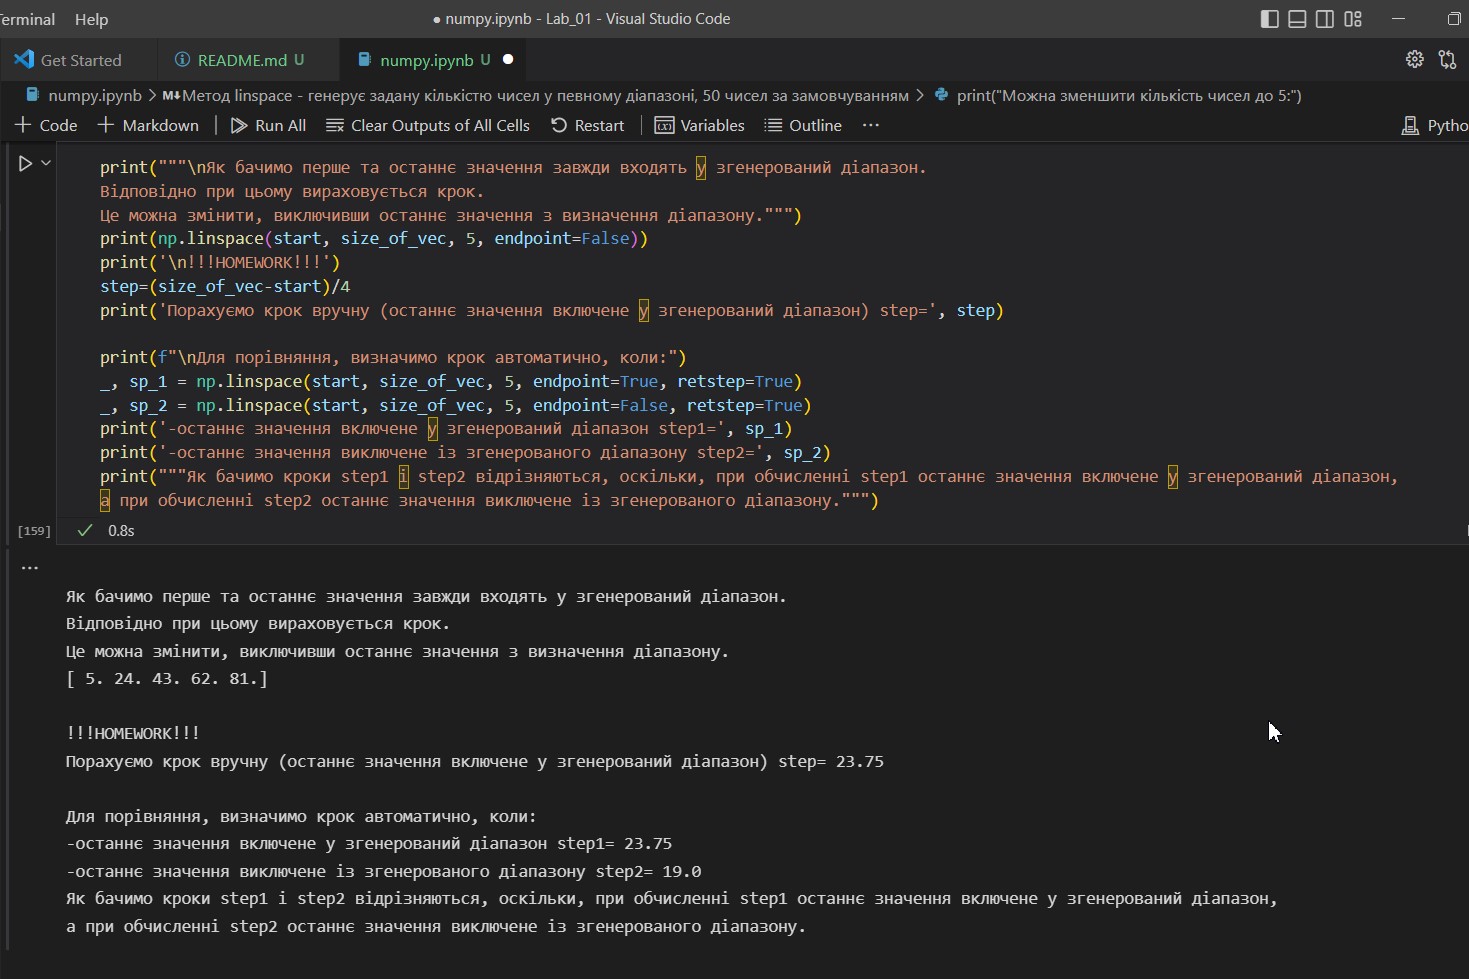 Terminal Help ● numpy.ipynb - Lab_01 - Visual Studio Code
Get Started README.md U numpy.ipynb U ●
numpy.ipynb > M↓Метод linspace - генерує задану кількістю чисел у певному діапазоні, 50 чисел за замовчуванням > print("Можна зменшити кількість чисел до 5:")
+ Code + Markdown | Run All Clear Outputs of All Cells Restart | Variables Outline ··· Pytho
print("""\nЯк бачимо перше та останнє значення завжди входять у згенерований діапазон.
Відповідно при цьому вираховується крок.
Це можна змінити, виключивши останнє значення з визначення діапазону.""")
print(np.linspace(start, size_of_vec, 5, endpoint=False))
print('\n!!!HOMEWORK!!!')
step=(size_of_vec-start)/4
print('Порахуємо крок вручну (останнє значення включене у згенерований діапазон) step=', step)
print(f"\nДля порівняння, визначимо крок автоматично, коли:")
_, sp_1 = np.linspace(start, size_of_vec, 5, endpoint=True, retstep=True)
_, sp_2 = np.linspace(start, size_of_vec, 5, endpoint=False, retstep=True)
print('-останнє значення включене у згенерований діапазон step1=', sp_1)
print('-останнє значення виключене із згенерованого діапазону step2=', sp_2)
print("""Як бачимо кроки step1 і step2 відрізняються, оскільки, при обчисленні step1 останнє значення включене у згенерований діапазон,
а при обчисленні step2 останнє значення виключене із згенерованого діапазону.""")
[159] ✓ 0.8s
...
Як бачимо перше та останнє значення завжди входять у згенерований діапазон.
Відповідно при цьому вираховується крок.
Це можна змінити, виключивши останнє значення з визначення діапазону.
[ 5. 24. 43. 62. 81.]
!!!HOMEWORK!!!
Порахуємо крок вручну (останнє значення включене у згенерований діапазон) step= 23.75
Для порівняння, визначимо крок автоматично, коли:
-останнє значення включене у згенерований діапазон step1= 23.75
-останнє значення виключене із згенерованого діапазону step2= 19.0
Як бачимо кроки step1 і step2 відрізняються, оскільки, при обчисленні step1 останнє значення включене у згенерований діапазон,
а при обчисленні step2 останнє значення виключене із згенерованого діапазону.